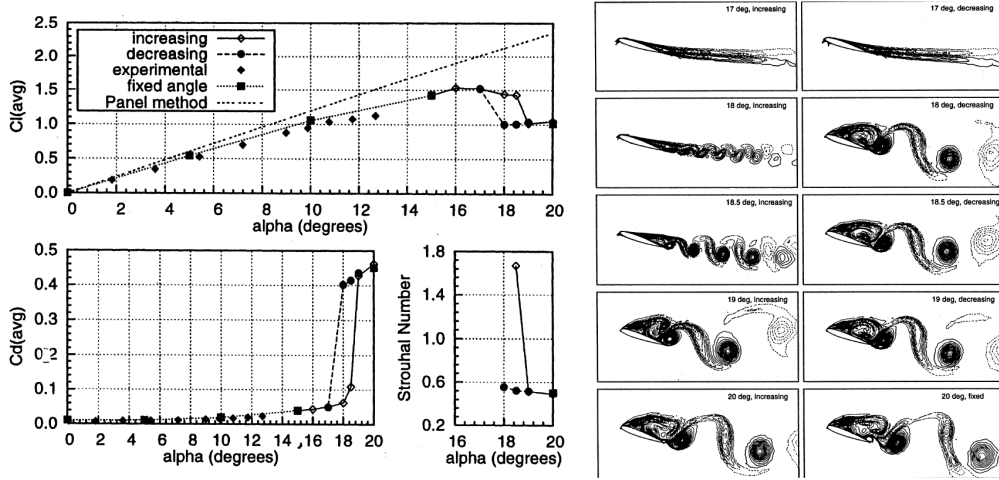 Cl(avg)
2.5
2.0
1.5
1.0
0.5
0.0
increasing
decreasing
experimental
fixed angle
Panel method
0 2 4 6 8 10 12 14 16 18 20
alpha (degrees)
Cd(avg)
0.5
0.4
0.3
0.2
0.1
0.0
0 2 4 6 8 10 12 14 16 18 20
alpha (degrees)
Strouhal Number
1.8
1.4
1.0
0.6
0.2
16 18 20
alpha (degrees)
17 deg, increasing
17 deg, decreasing
18 deg, increasing
18 deg, decreasing
18.5 deg, increasing
18.5 deg, decreasing
19 deg, increasing
19 deg, decreasing
20 deg, increasing
20 deg, fixed